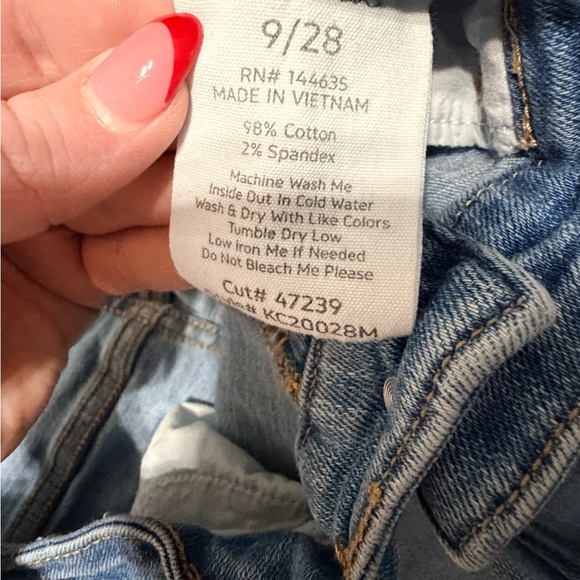 9/28
RN# 144635
MADE IN VIETNAM
98% Cotton
2% Spandex
Machine Wash Me
Inside Out In Cold Water
Wash & Dry With Like Colors
Tumble Dry Low
Low Iron Me If Needed
Do Not Bleach Me Please
Cut# 47239
Style# KC20028M